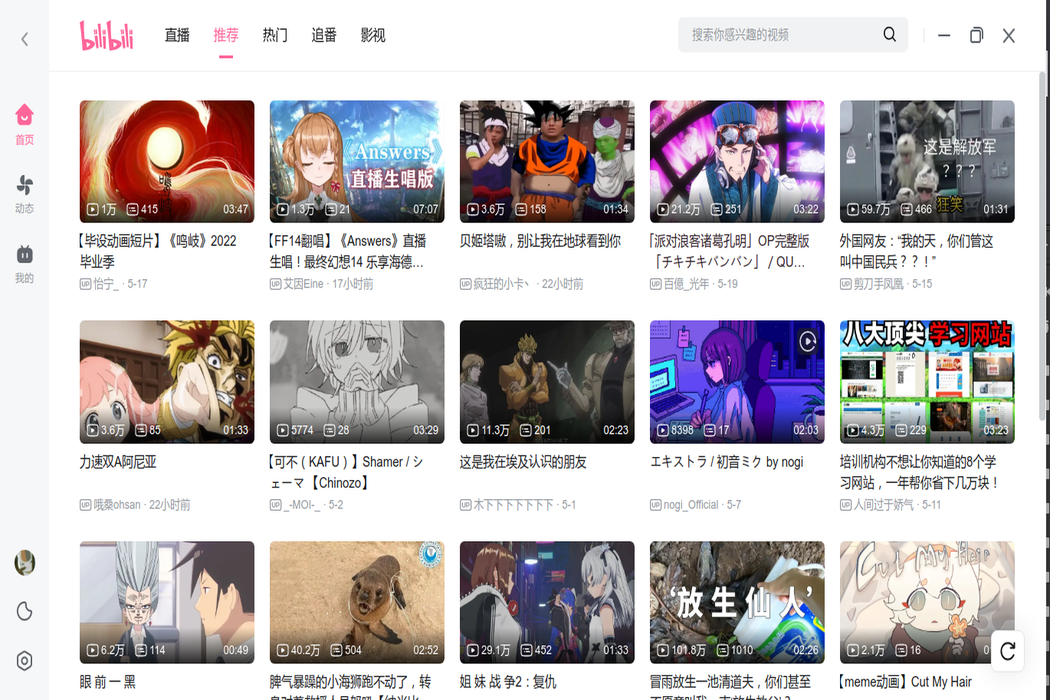 bilibili
直播 推荐 热门 追番 影视
搜索你感兴趣的视频
首页
动态
我的
Answers
直播生唱版
这是解放军
？？？
狂笑
1万 415 03:47
1.3万 21 07:07
3.6万 158 01:34
21.2万 251 03:22
59.7万 466 01:31
【毕设动画短片】《鸣岐》2022
毕业季
UP 怡宁_ · 5-17
【FF14翻唱】《Answers》直播
生唱！最终幻想14 乐享海德...
UP 艾因Eine · 17小时前
贝姬塔嗷，别让我在地球看到你
UP 疯狂的小卡丶 · 22小时前
「派对浪客诸葛孔明」OP完整版
「チキチキバンバン」 / QU...
UP 百億_光年 · 5-19
外国网友：“我的天，你们管这
叫中国民兵？？！”
UP 剪刀手凤凰 · 5-15
八大顶尖 学习网站
3.6万 85 01:33
5774 28 03:29
11.3万 201 02:23
8398 17 02:03
4.3万 229 03:23
力速双A阿尼亚
UP 哦桑ohsan · 22小时前
【可不（KAFU）】Shamer / シ
ェーマ 【Chinozo】
UP _-MOI-_ · 5-2
这是我在埃及认识的朋友
UP 木下下下下下下下 · 5-1
エキストラ / 初音ミク by nogi
UP nogi_Official · 5-7
培训机构不想让你知道的8个学
习网站，一年帮你省下几万块！
UP 人间过于娇气 · 5-11
‘放生仙人’
Cut My Hair
6.2万 114 00:49
40.2万 504 02:52
29.1万 452 01:33
101.8万 1010 02:26
2.1万 16
眼 前 一 黑
脾气暴躁的小海狮跑不动了，转
姐 妹 战 争2：复仇
冒雨放生一池清道夫，你们甚至
【meme动画】Cut My Hair